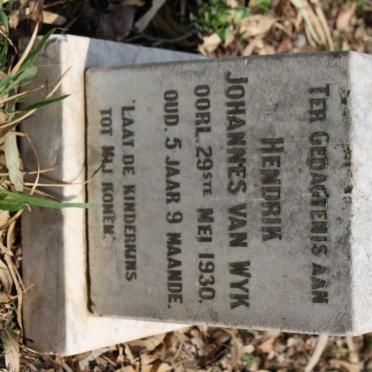 TER GEDAGTENIS AAN
HENDRIK
JOHANNES VAN WYK
OORL. 29STE MEI 1930.
OUD. 5 JAAR 9 MAANDE.
'LAAT DE KINDERKINS
TOT MIJ KOMEN.'